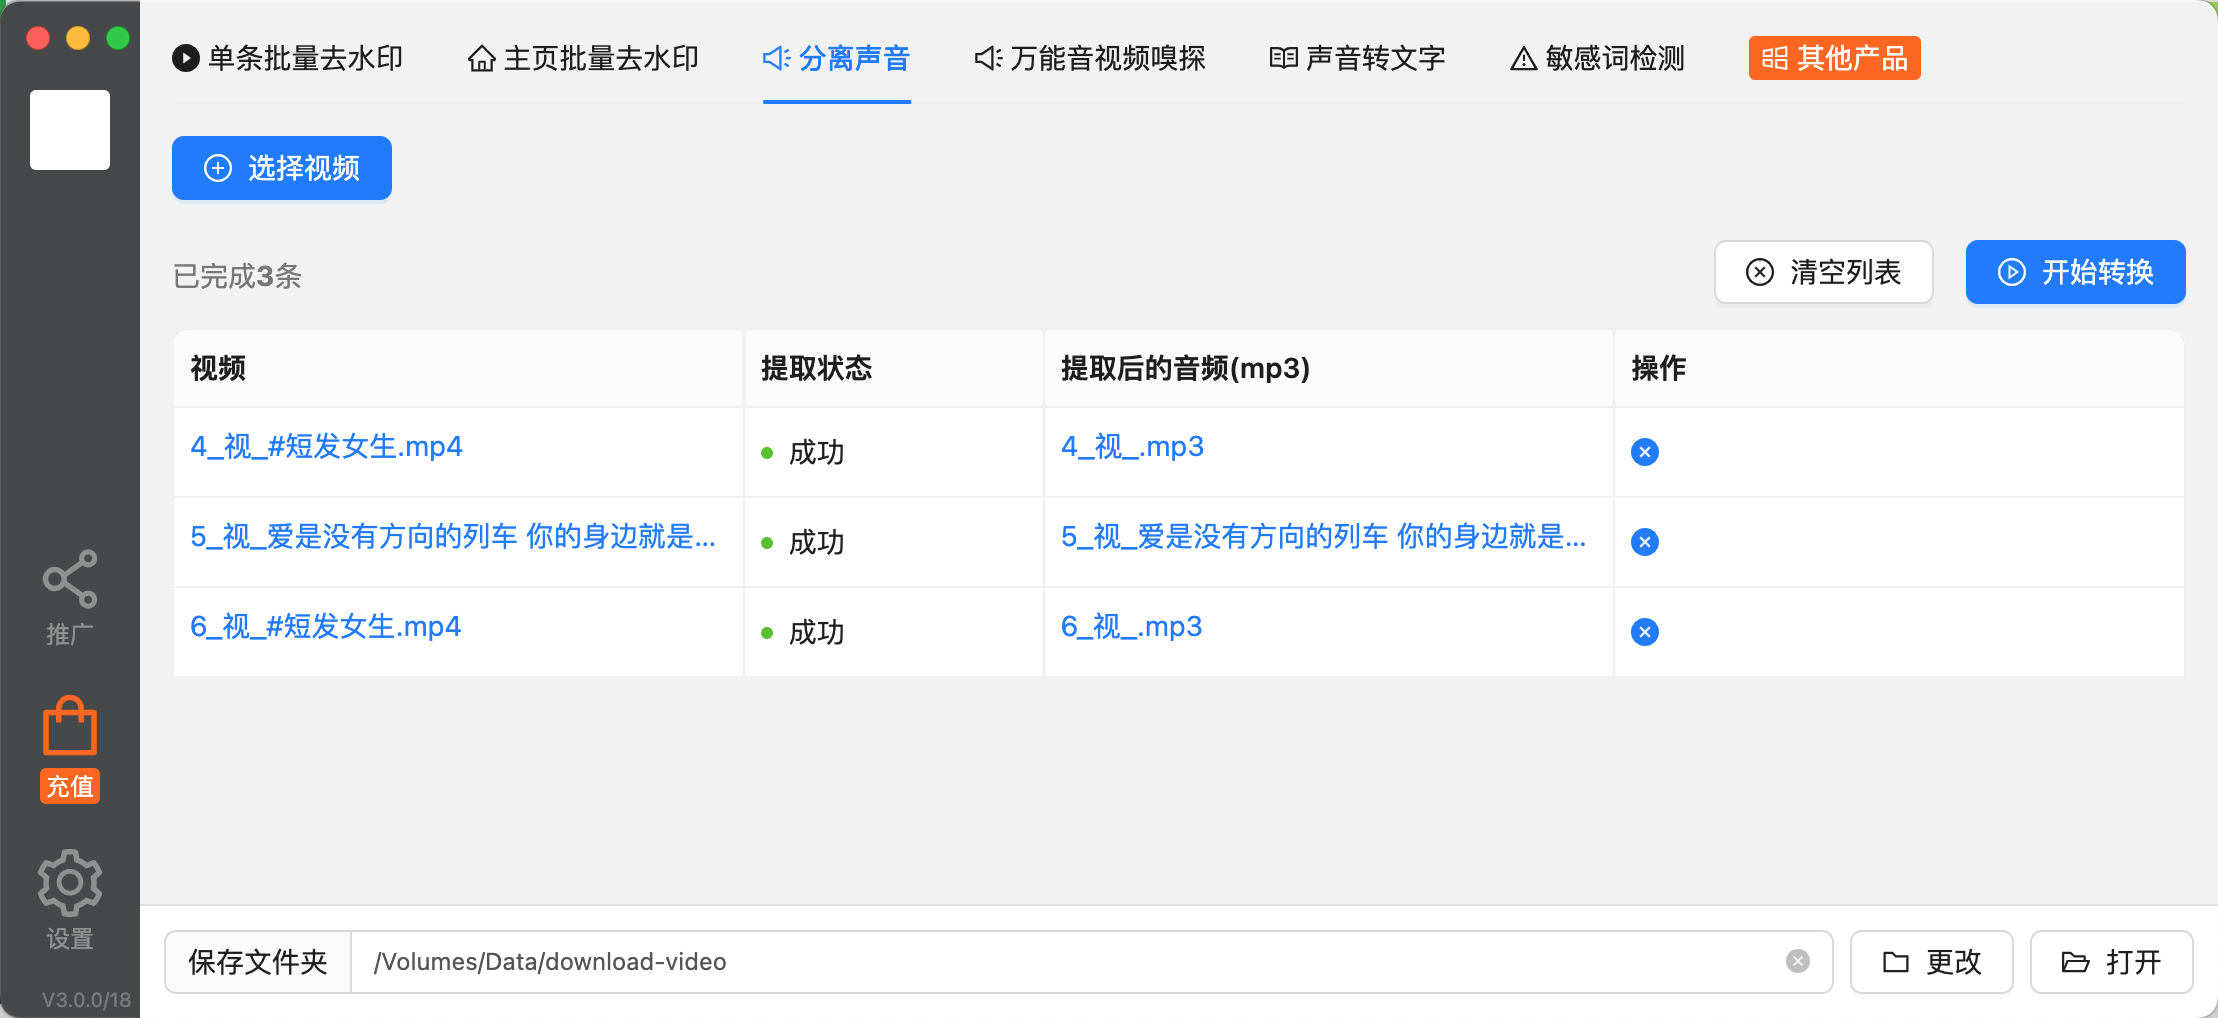 单条批量去水印 主页批量去水印 分离声音 万能音视频嗅探 声音转文字 敏感词检测 其他产品
选择视频
已完成3条 清空列表 开始转换
视频 提取状态 提取后的音频(mp3) 操作
4_视_#短发女生.mp4 成功 4_视_.mp3
5_视_爱是没有方向的列车 你的身边就是... 成功 5_视_爱是没有方向的列车 你的身边就是...
6_视_#短发女生.mp4 成功 6_视_.mp3
推广
充值
设置
V3.0.0/18
保存文件夹 /Volumes/Data/download-video 更改 打开